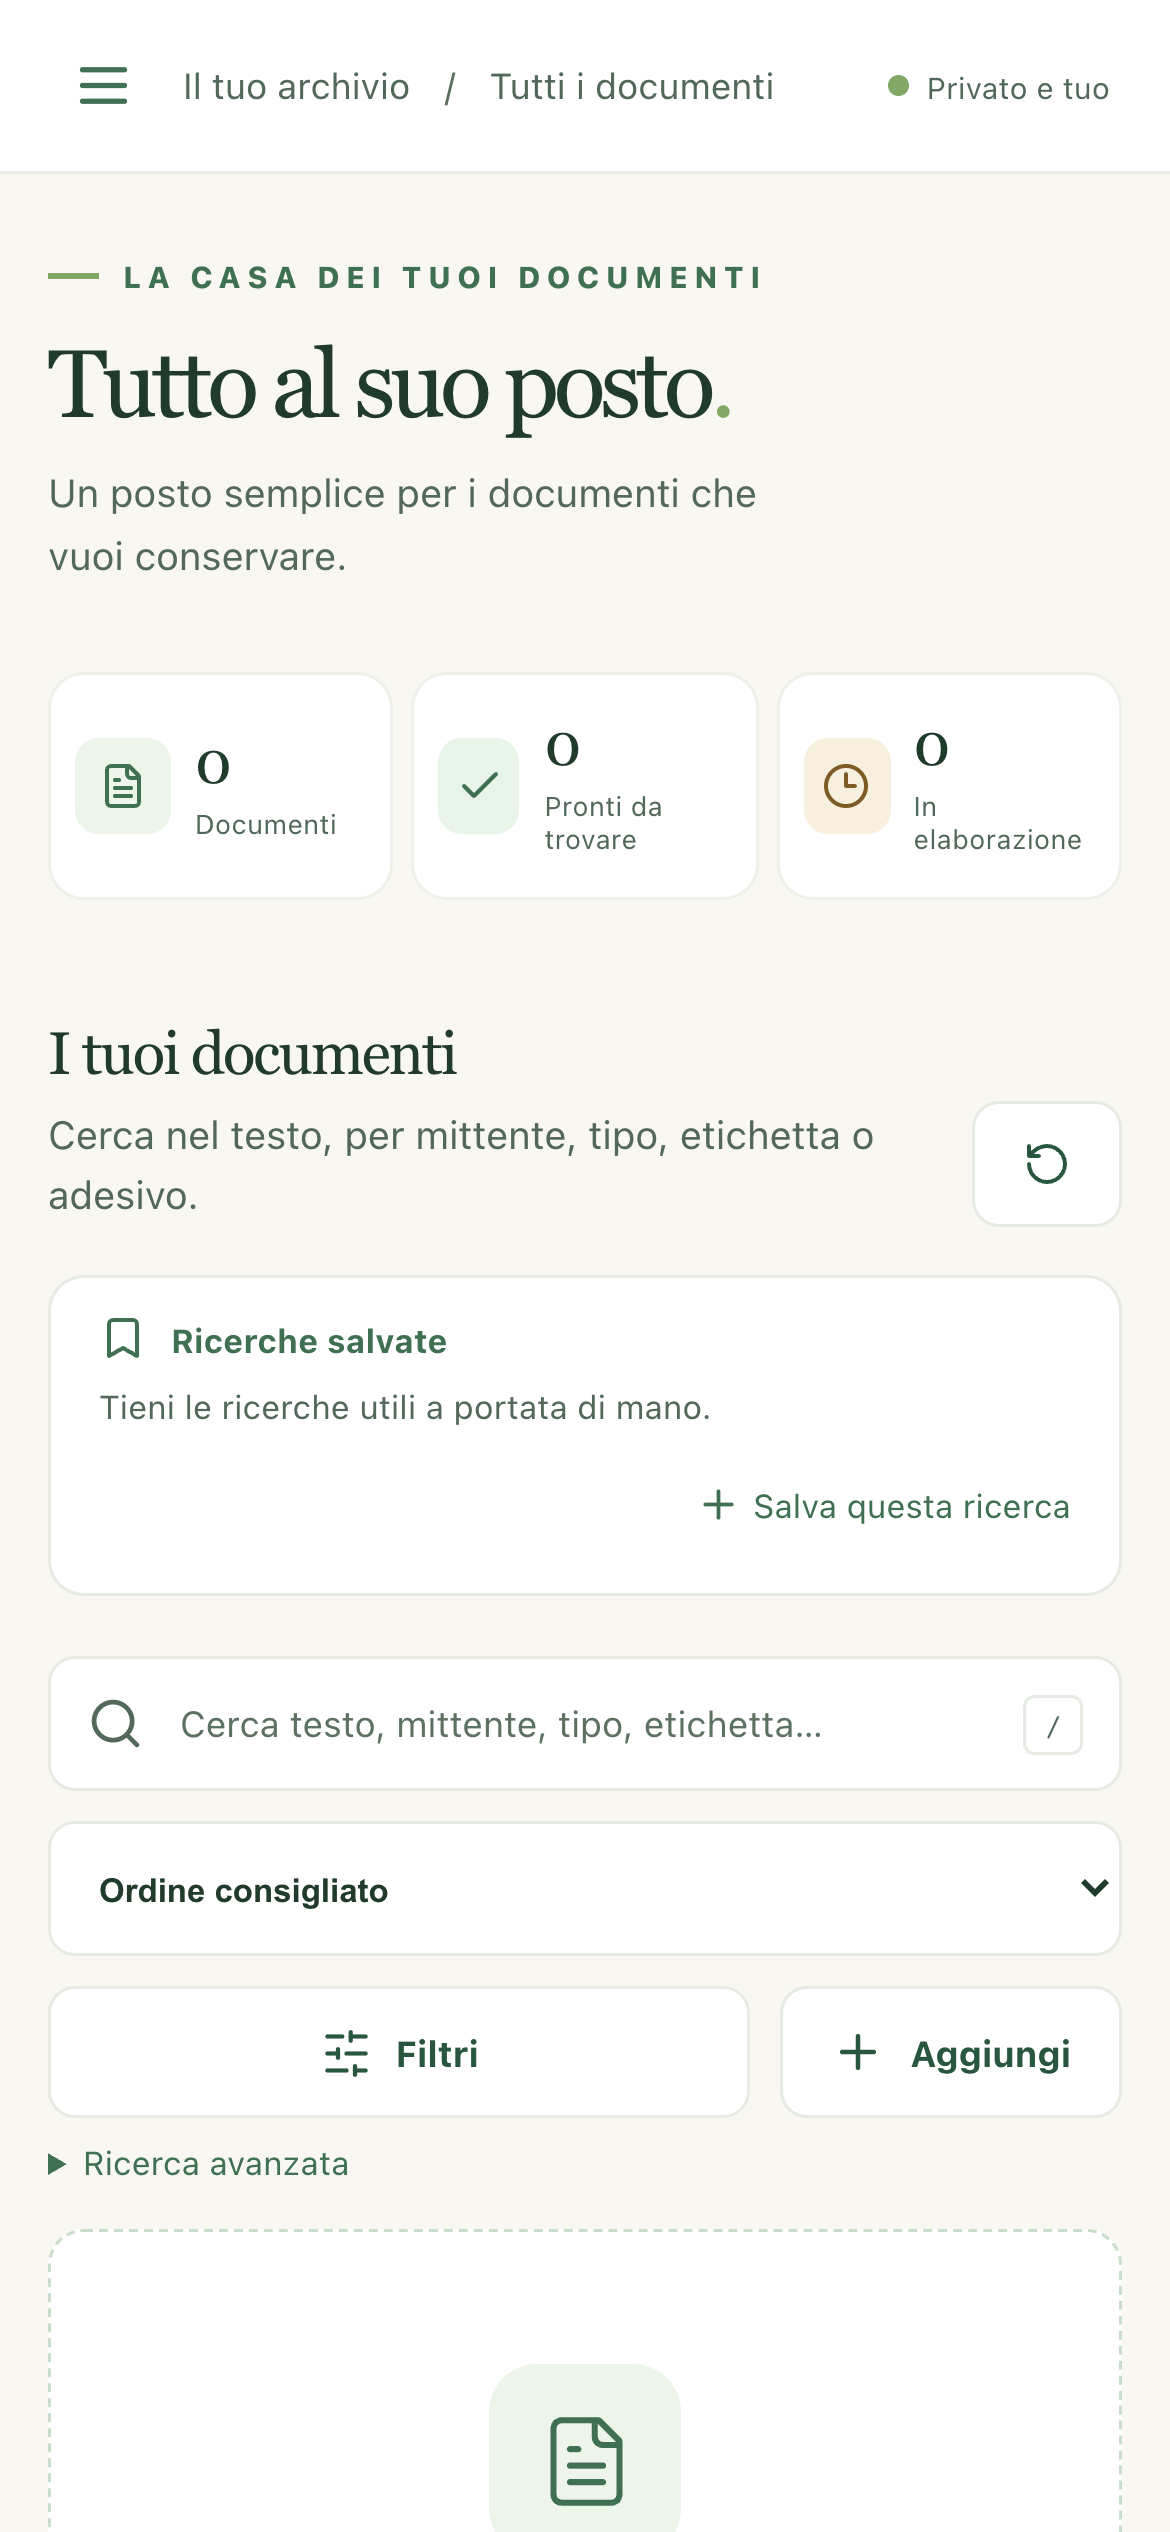 Il tuo archivio / Tutti i documenti
Privato e tuo
LA CASA DEI TUOI DOCUMENTI
Tutto al suo posto.
Un posto semplice per i documenti che
vuoi conservare.
0
Documenti
0
Pronti da
trovare
0
In
elaborazione
I tuoi documenti
Cerca nel testo, per mittente, tipo, etichetta o
adesivo.
Ricerche salvate
Tieni le ricerche utili a portata di mano.
Salva questa ricerca
Cerca testo, mittente, tipo, etichetta...
/
Ordine consigliato
Filtri
Aggiungi
Ricerca avanzata